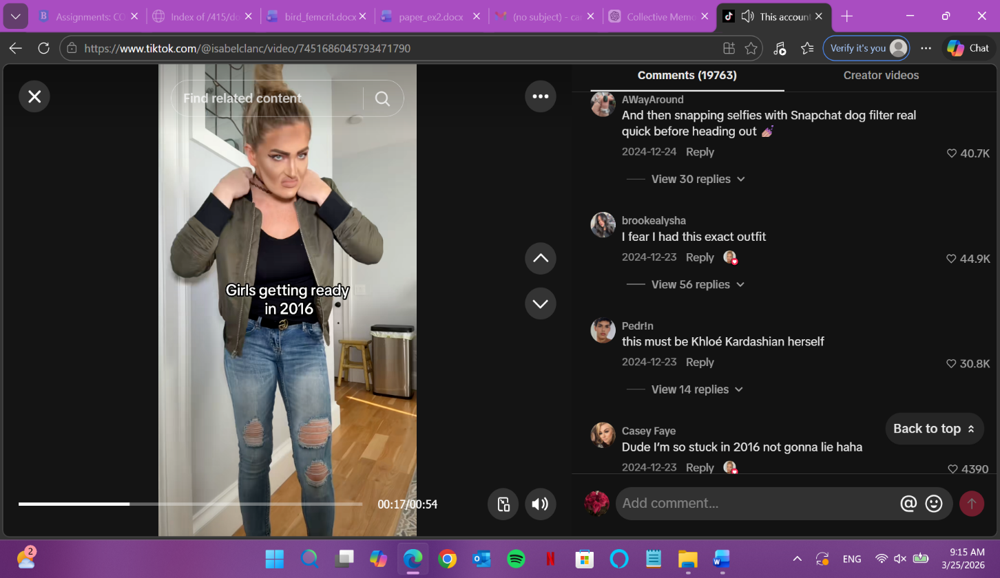 Assignments: CO
Index of /415/do
bird_femcrit.docx
paper_ex2.docx
(no subject) - ca
Collective Memo
This account
https://www.tiktok.com/@isabelclanc/video/7451686045793471790
Verify it's you
Chat
Find related content
Girls getting ready
in 2016
00:17/00:54
Comments (19763)
Creator videos
AWayAround
And then snapping selfies with Snapchat dog filter real
quick before heading out 💅
2024-12-24 Reply
40.7K
View 30 replies
brookealysha
I fear I had this exact outfit
2024-12-23 Reply
44.9K
View 56 replies
Pedr!n
this must be Khloé Kardashian herself
2024-12-23 Reply
30.8K
View 14 replies
Casey Faye
Dude I'm so stuck in 2016 not gonna lie haha
2024-12-23 Reply
4390
Back to top
Add comment...
2
ENG
9:15 AM
3/25/2026